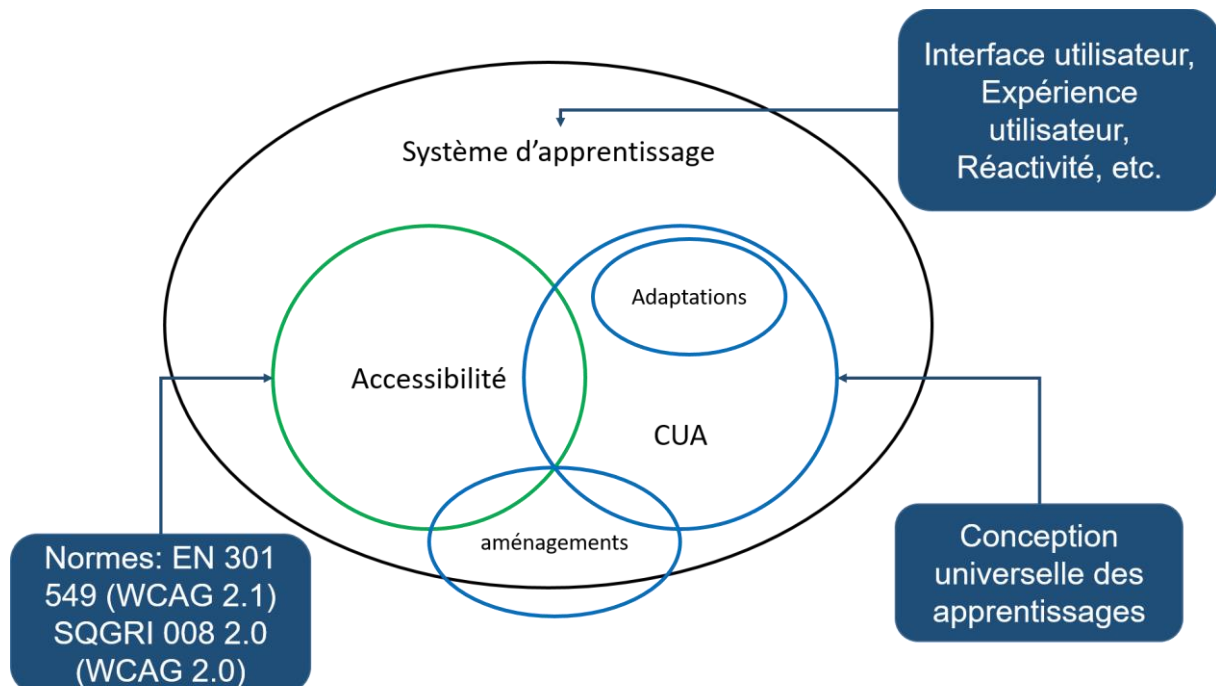 Interface utilisateur,
Expérience
utilisateur,
Réactivité, etc.
Système d’apprentissage
Adaptations
Accessibilité
CUA
aménagements
Normes: EN 301
549 (WCAG 2.1)
SQGRI 008 2.0
(WCAG 2.0)
Conception
universelle des
apprentissages